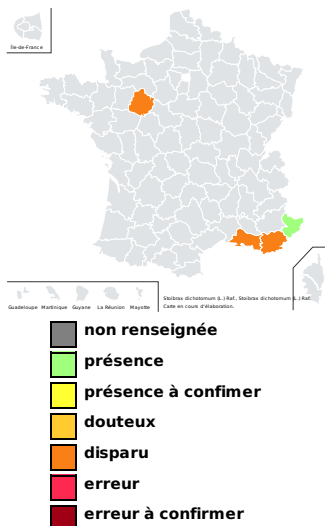 Île-de-France
Stoibrax dichotomum (L.) Raf., Stoibrax dichotomum (L.) Raf.
Carte en cours d'élaboration.
Guadeloupe Martinique Guyane La Réunion Mayotte
non renseignée
présence
présence à confimer
douteux
disparu
erreur
erreur à confirmer